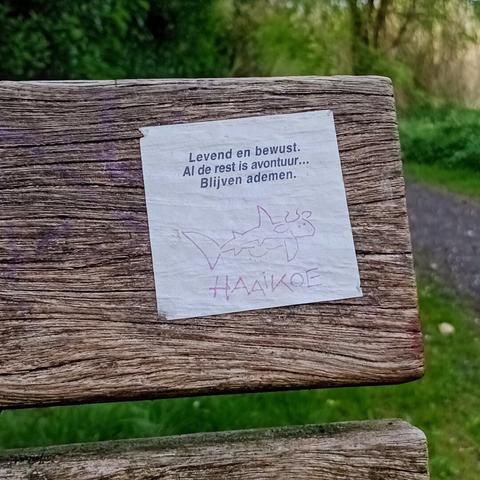 Levend en bewust.
Al de rest is avontuur...
Blijven ademen.
HAAIKOE